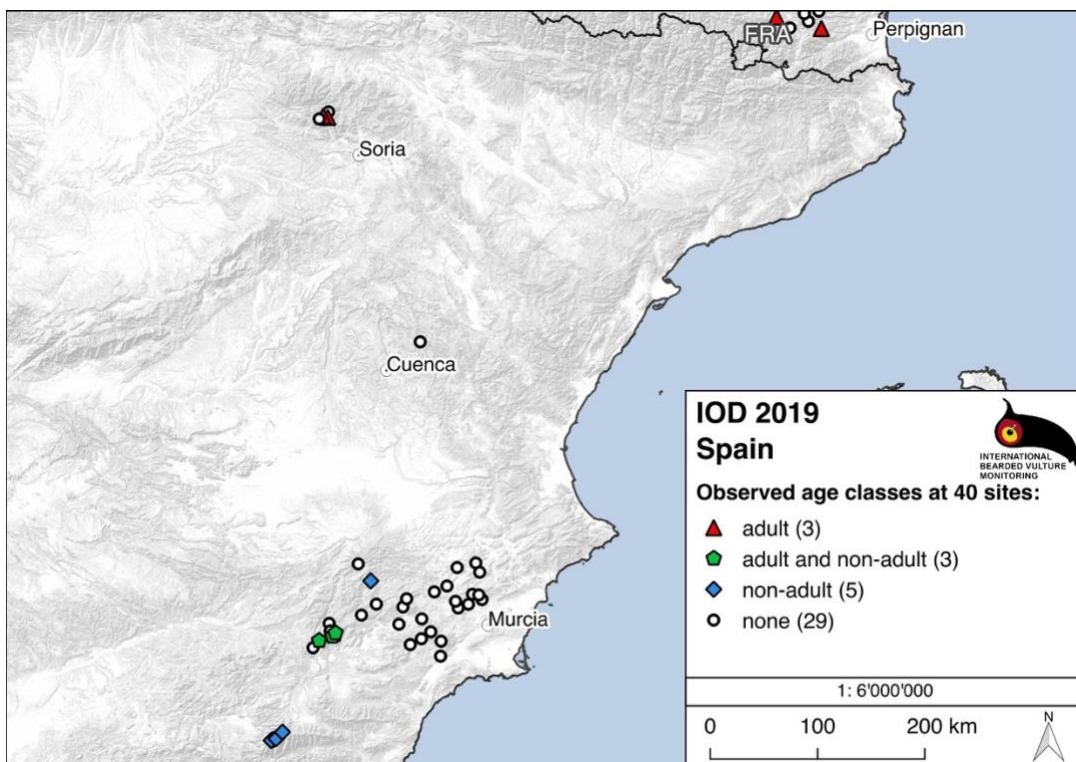 FRA
Perpignan
Soria
Cuenca
Murcia
IOD 2019
Spain
INTERNATIONAL
BEARDED VULTURE
MONITORING
Observed age classes at 40 sites:
adult (3)
adult and non-adult (3)
non-adult (5)
none (29)
1: 6'000'000
0 100 200 km
N